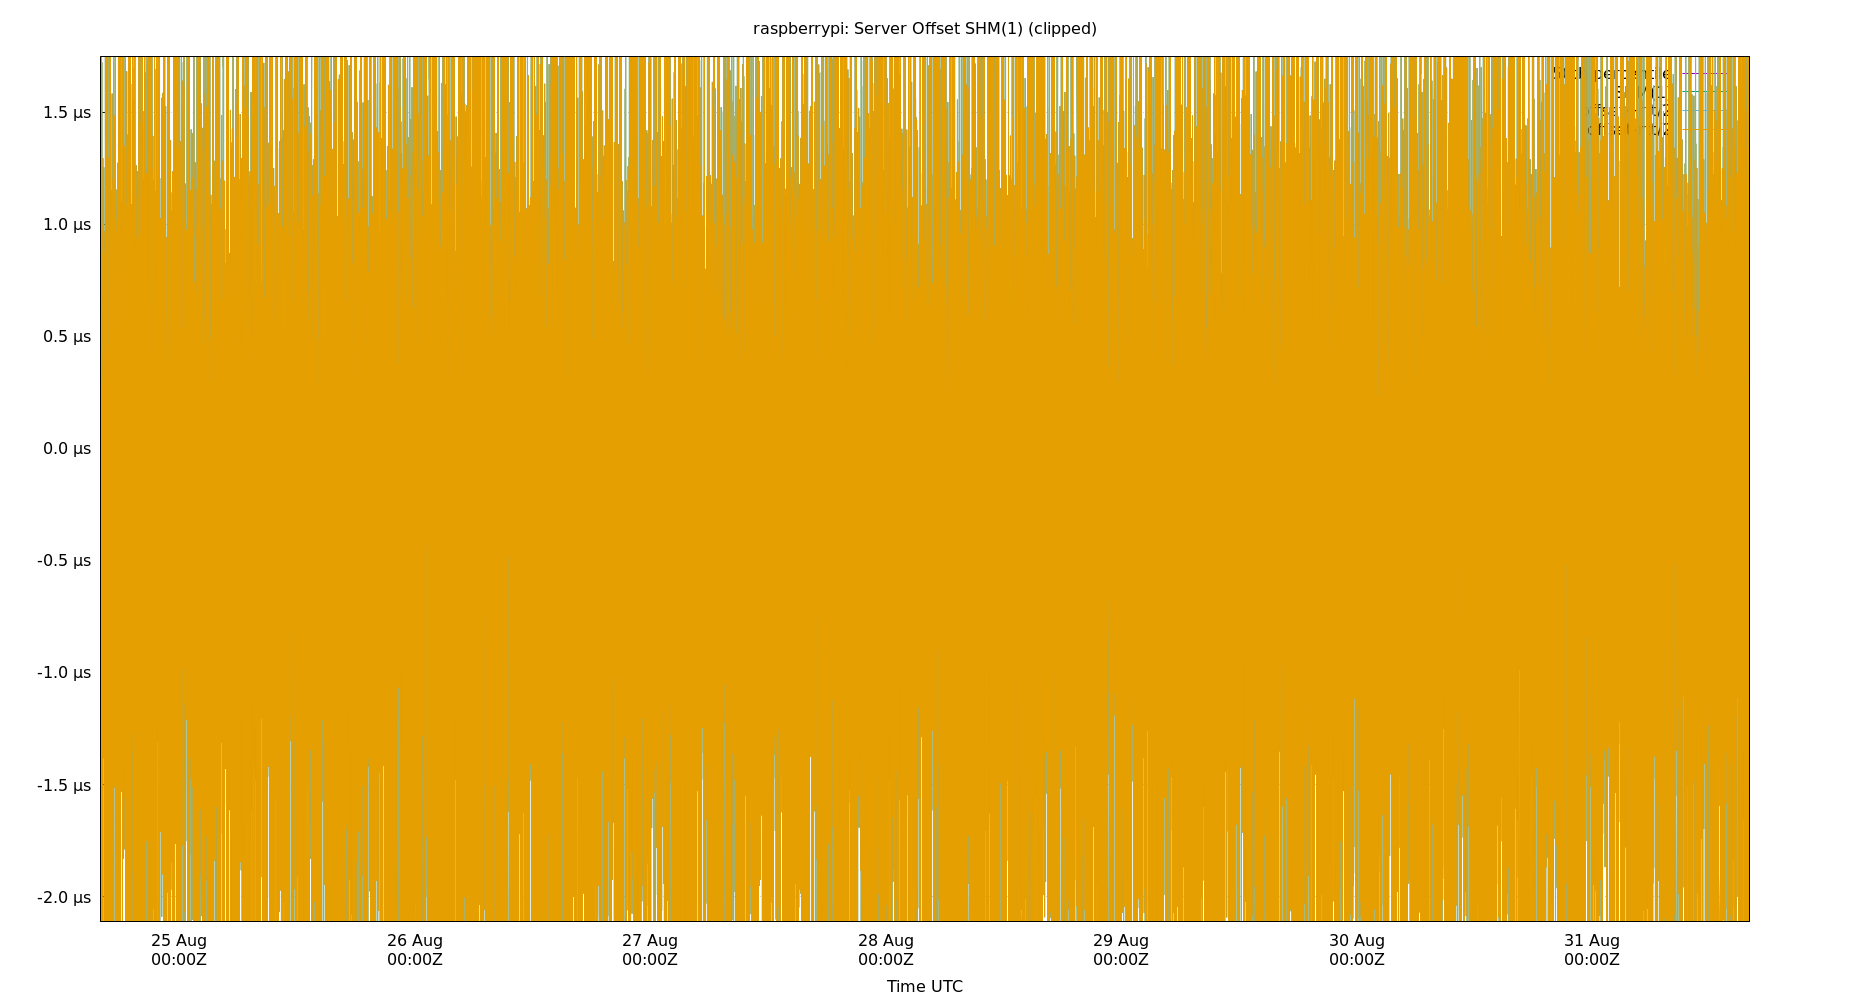 raspberrypi: Server Offset SHM(1) (clipped)
1.5 µs
1.0 µs
0.5 µs
0.0 µs
-0.5 µs
-1.0 µs
-1.5 µs
-2.0 µs
25 Aug 26 Aug 27 Aug 28 Aug 29 Aug 30 Aug 31 Aug
00:00Z 00:00Z 00:00Z 00:00Z 00:00Z 00:00Z 00:00Z
Time UTC